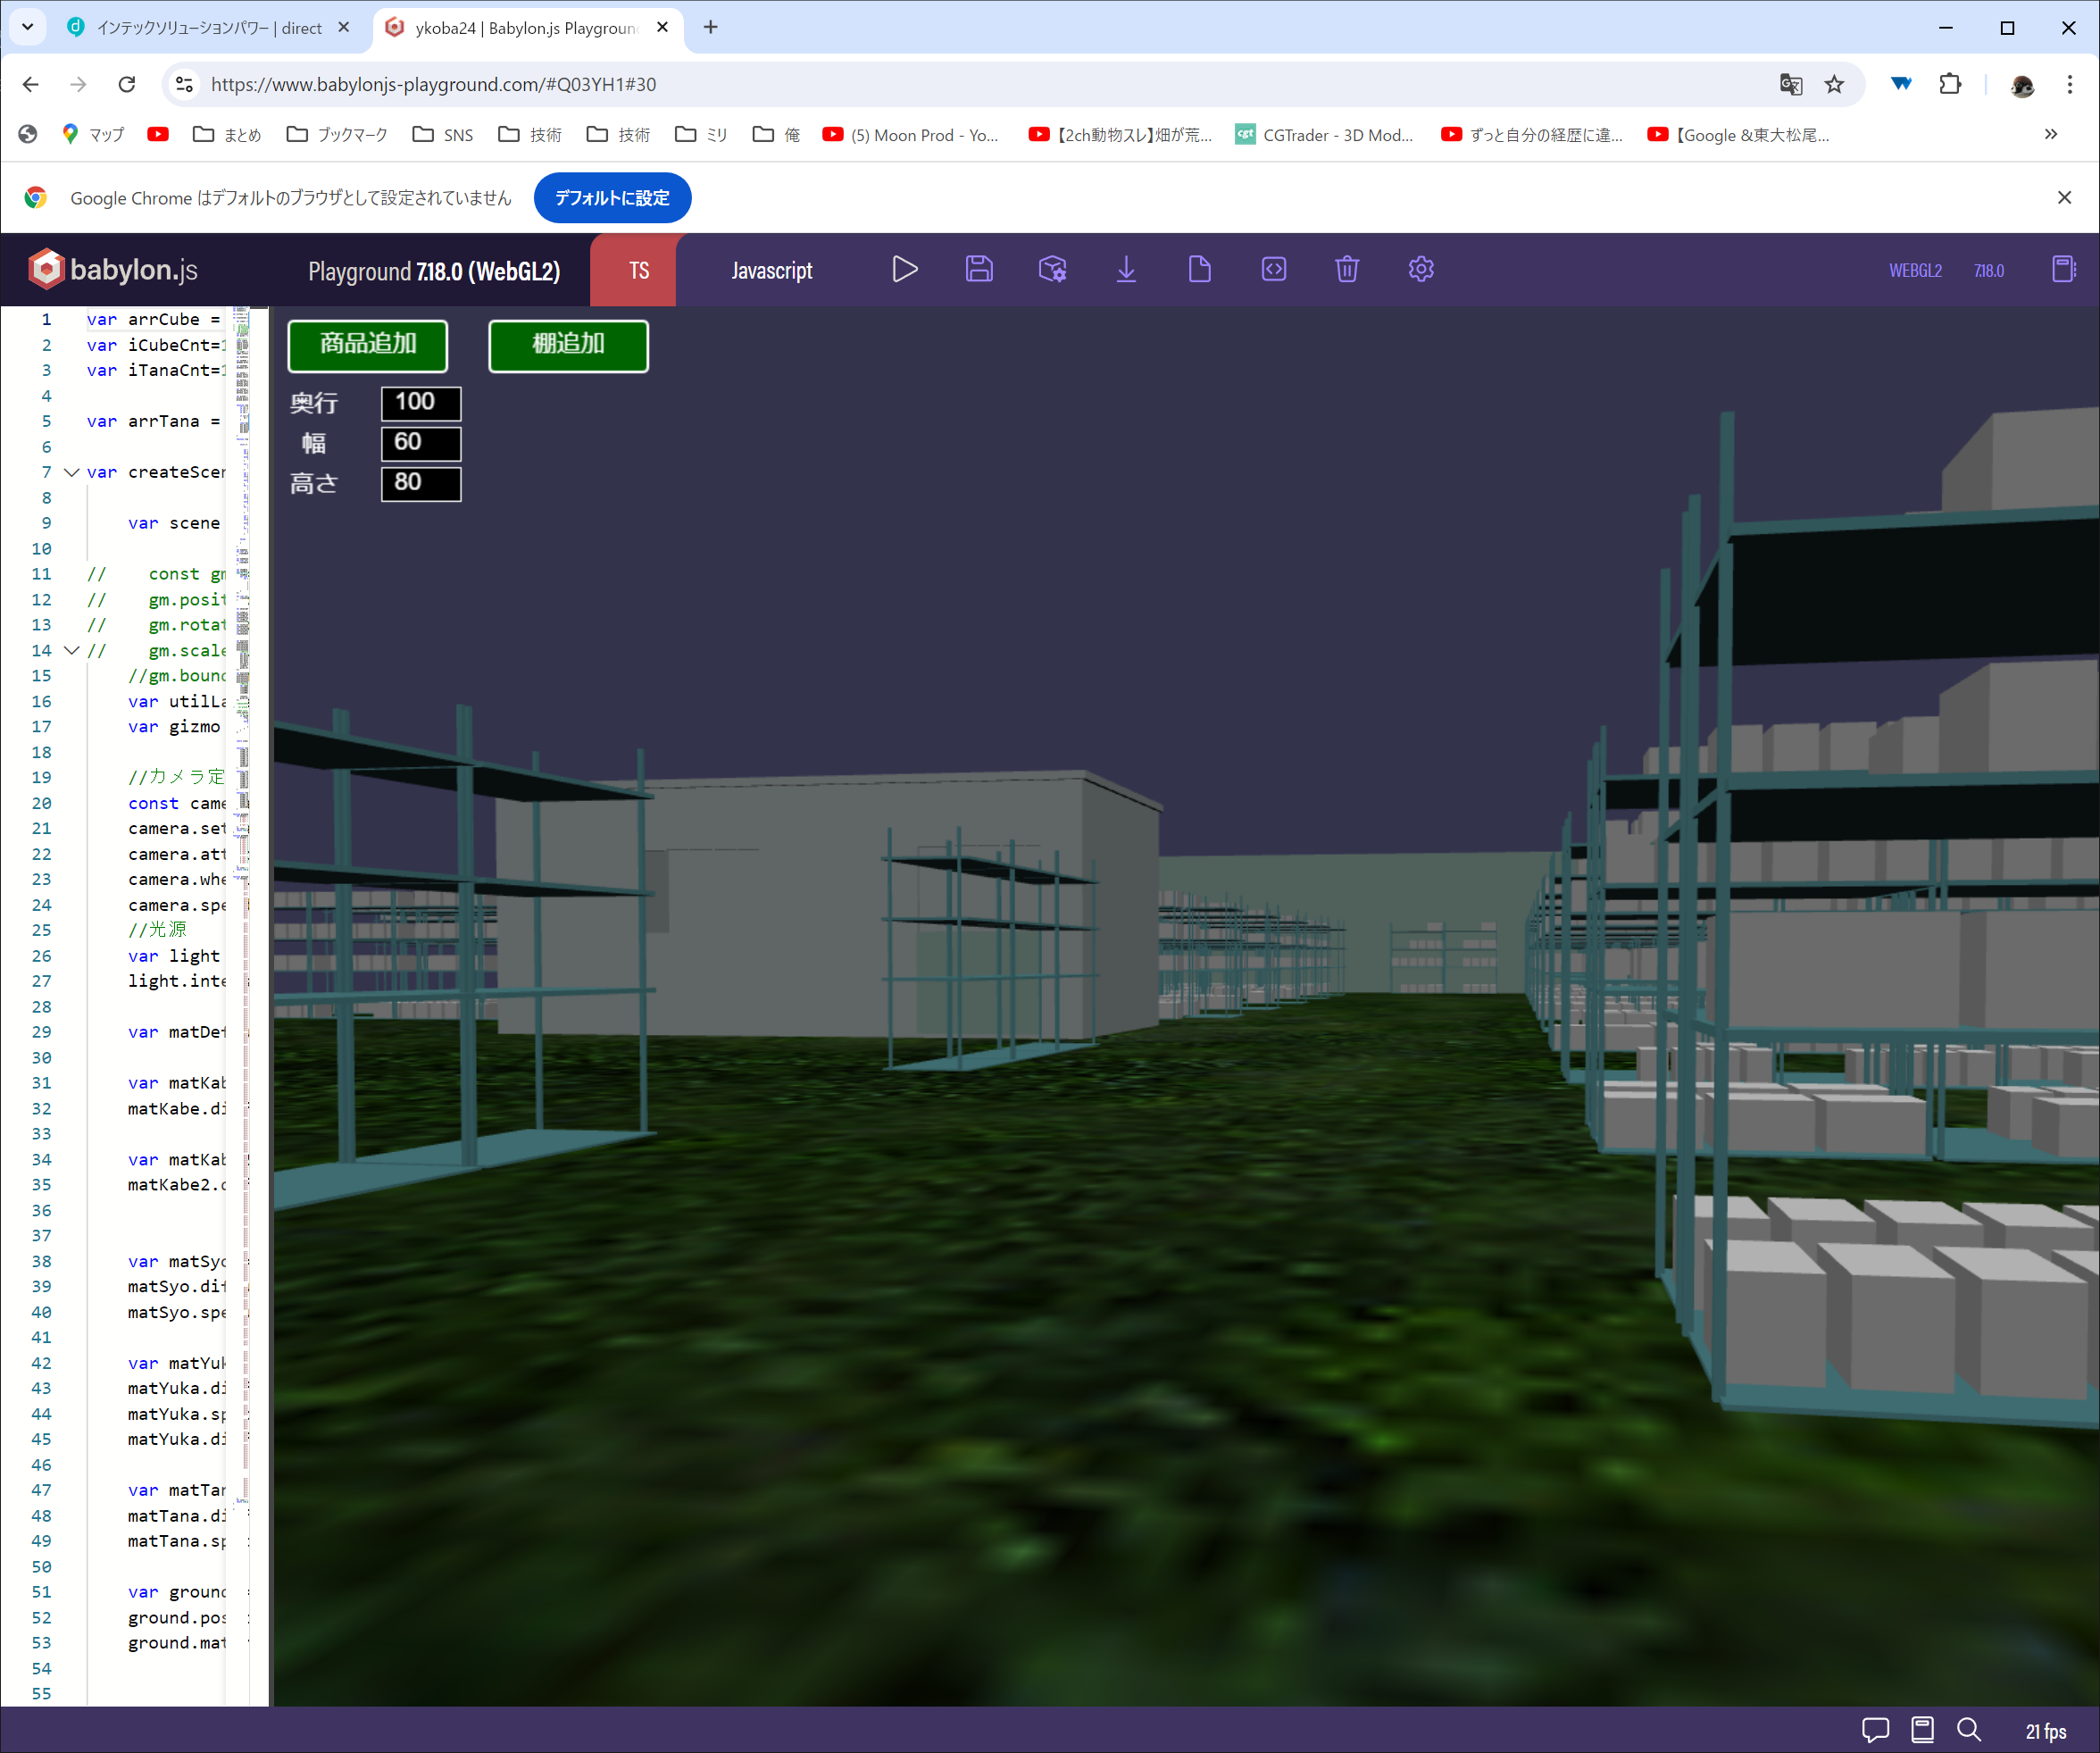 インテックソリューションパワー | direct
ykoba24 | Babylon.js Playground
https://www.babylonjs-playground.com/#Q03YH1#30
マップ
まとめ
ブックマーク
SNS
技術
技術
ミリ
俺
(5) Moon Prod - Yo...
【2ch動物スレ】畑が荒...
cgt
CGTrader - 3D Mod...
ずっと自分の経歴に違...
【Google &東大松尾...
Google Chrome はデフォルトのブラウザとして設定されていません
デフォルトに設定
babylon.js
Playground 7.18.0 (WebGL2)
TS
Javascript
WEBGL2
7.18.0
1 var arrCube =
2 var iCubeCnt=1
3 var iTanaCnt=1
4
5 var arrTana =
6
7 var createScer
8
9 var scene
10
11 // const gm
12 // gm.posit
13 // gm.rotat
14 // gm.scale
15 //gm.bound
16 var utilLa
17 var gizmo
18
19 //カメラ定
20 const came
21 camera.set
22 camera.att
23 camera.whe
24 camera.spe
25 //光源
26 var light
27 light.inte
28
29 var matDef
30
31 var matKab
32 matKabe.di
33
34 var matKab
35 matKabe2.d
36
37
38 var matSyo
39 matSyo.dif
40 matSyo.spe
41
42 var matYuk
43 matYuka.di
44 matYuka.sp
45 matYuka.di
46
47 var matTan
48 matTana.di
49 matTana.sp
50
51 var ground
52 ground.pos
53 ground.mat
54
55
商品追加
棚追加
奥行 100
幅 60
高さ 80
21 fps